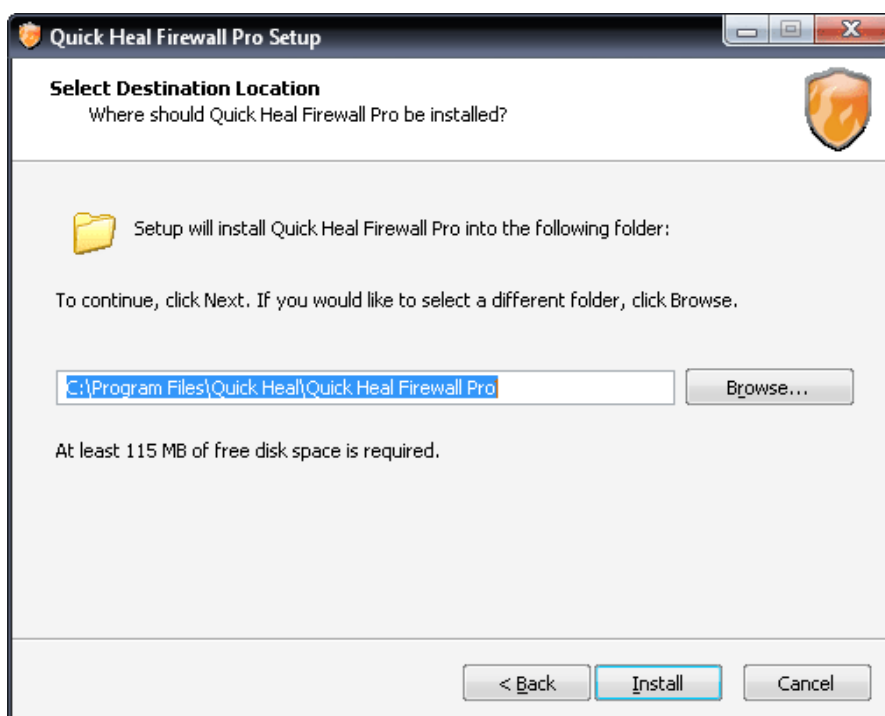 Quick Heal Firewall Pro Setup
Select Destination Location
Where should Quick Heal Firewall Pro be installed?
Setup will install Quick Heal Firewall Pro into the following folder:
To continue, click Next. If you would like to select a different folder, click Browse.
C:\Program Files\Quick Heal\Quick Heal Firewall Pro
Browse...
At least 115 MB of free disk space is required.
< Back
Install
Cancel